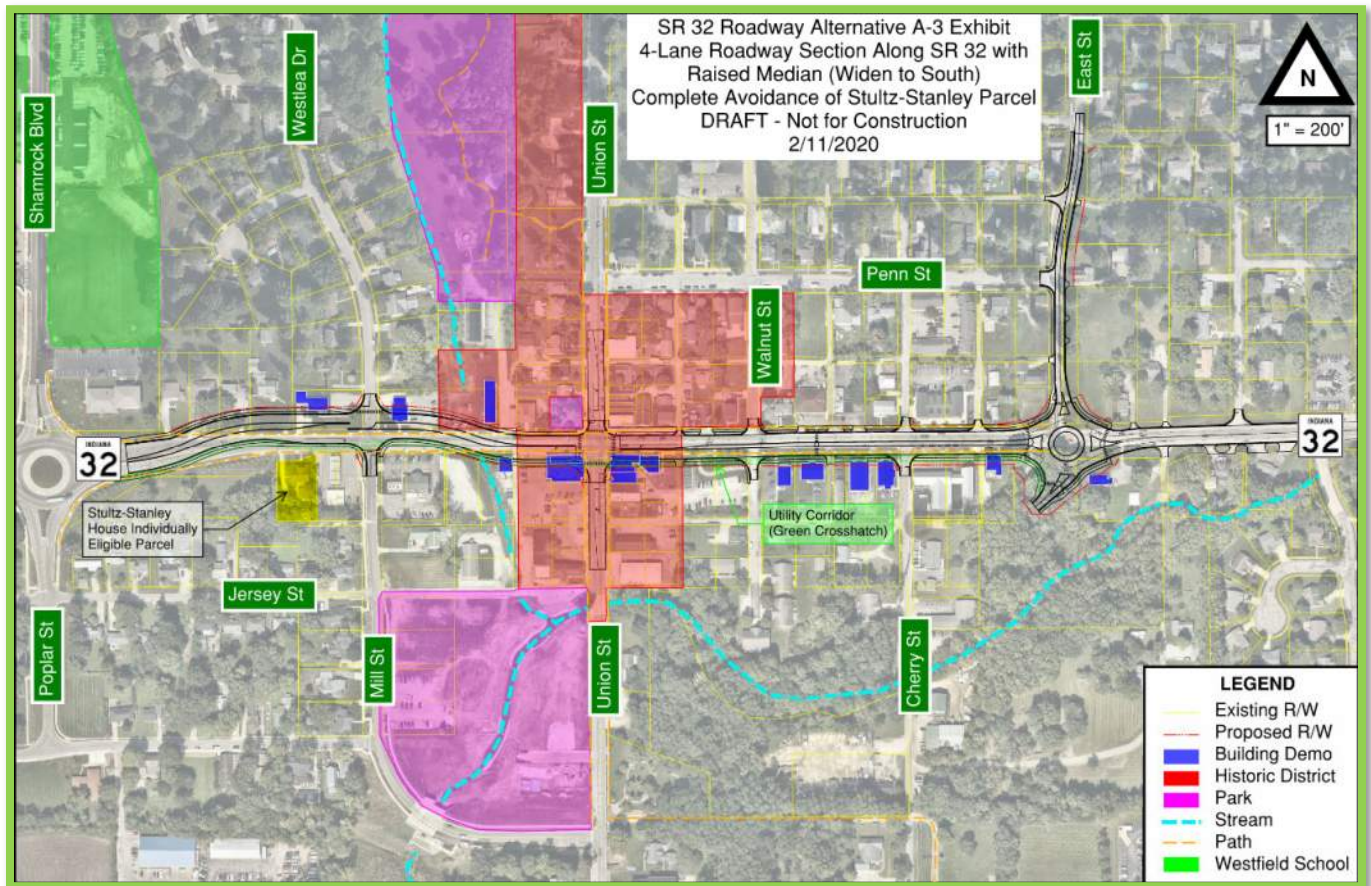 SR 32 Roadway Alternative A-3 Exhibit
4-Lane Roadway Section Along SR 32 with
Raised Median (Widen to South)
Complete Avoidance of Stultz-Stanley Parcel
DRAFT - Not for Construction
2/11/2020
N
1" = 200'
Shamrock Blvd
Westlea Dr
Union St
East St
Penn St
Walnut St
INDIANA
32
INDIANA
32
Stultz-Stanley
House Individually
Eligible Parcel
Utility Corridor
(Green Crosshatch)
Jersey St
Poplar St
Mill St
Union St
Cherry St
LEGEND
Existing R/W
Proposed R/W
Building Demo
Historic District
Park
Stream
Path
Westfield School